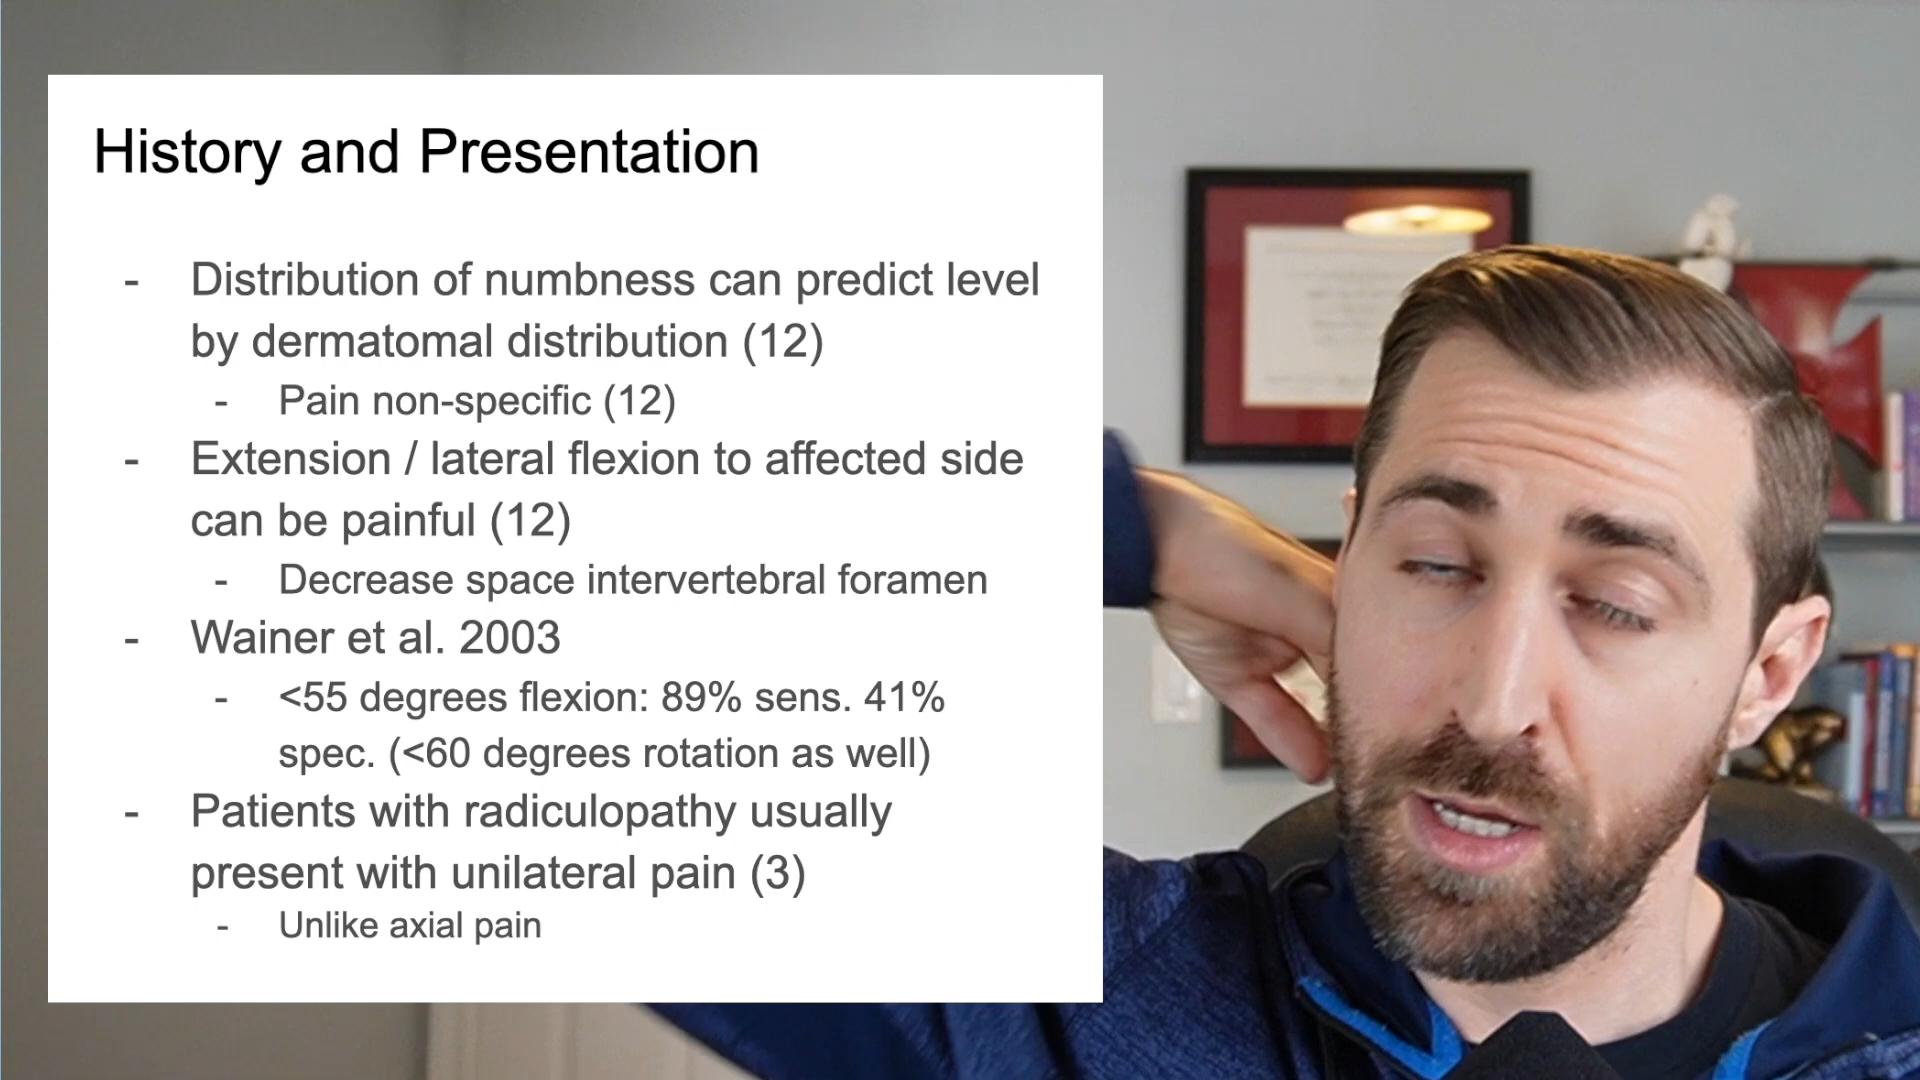 History and Presentation
- Distribution of numbness can predict level
by dermatomal distribution (12)
- Pain non-specific (12)
- Extension / lateral flexion to affected side
can be painful (12)
- Decrease space intervertebral foramen
- Wainer et al. 2003
- <55 degrees flexion: 89% sens. 41%
spec. (<60 degrees rotation as well)
- Patients with radiculopathy usually
present with unilateral pain (3)
- Unlike axial pain